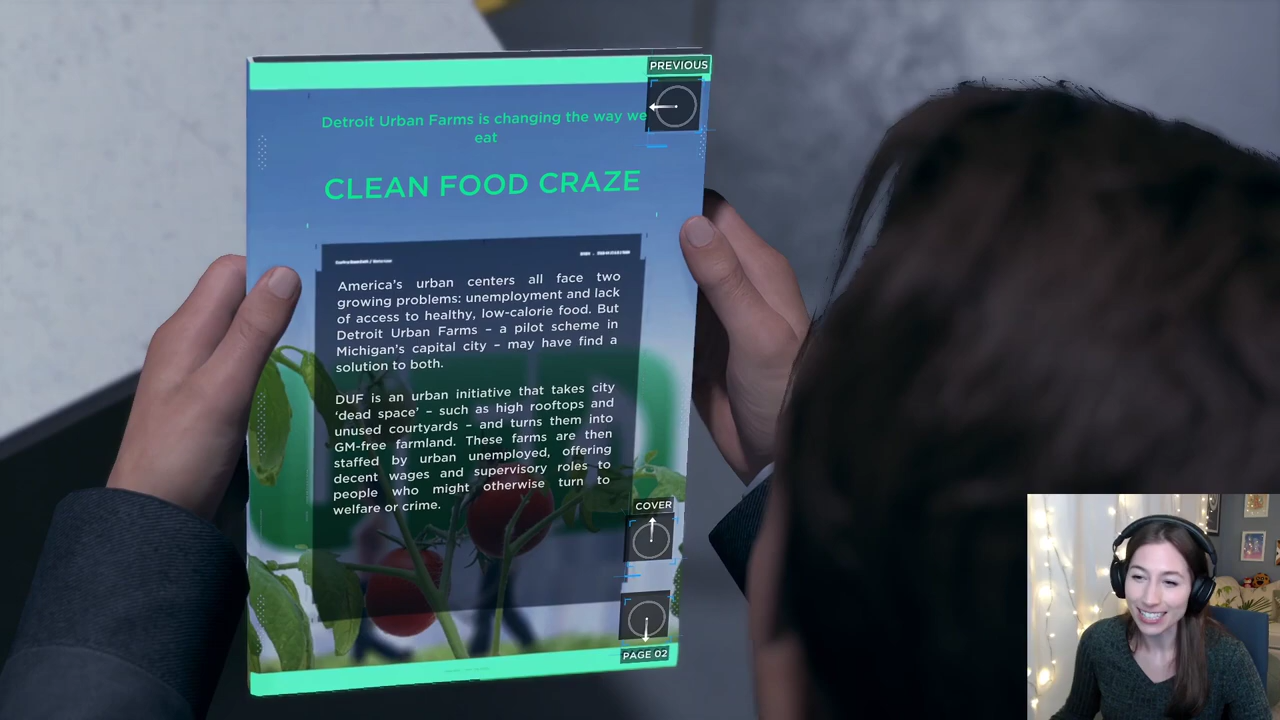 PREVIOUS
Detroit Urban Farms is changing the way we
eat
CLEAN FOOD CRAZE
America's urban centers all face two
growing problems: unemployment and lack
of access to healthy, low-calorie food. But
Detroit Urban Farms – a pilot scheme in
Michigan's capital city – may have find a
solution to both.
DUF is an urban initiative that takes city
'dead space' – such as high rooftops and
unused courtyards – and turns them into
GM-free farmland. These farms are then
staffed by urban unemployed, offering
decent wages and supervisory roles to
people who might otherwise turn to
welfare or crime.
COVER
PAGE 02